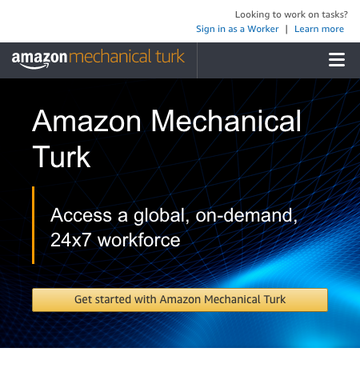 Looking to work on tasks?
Sign in as a Worker | Learn more
amazon mechanical turk
Amazon Mechanical
Turk
Access a global, on-demand,
24x7 workforce
Get started with Amazon Mechanical Turk